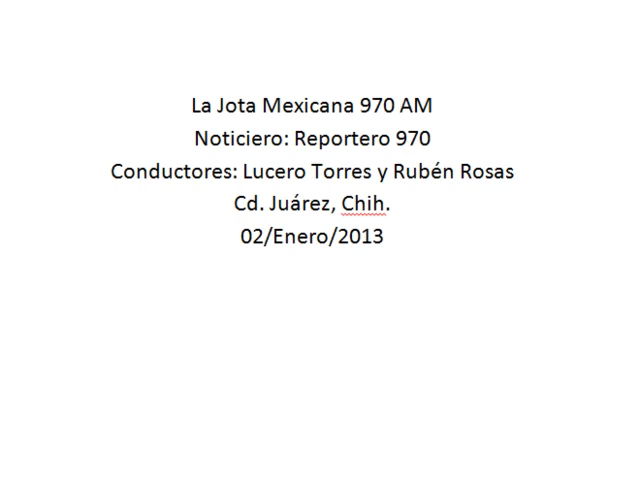 La Jota Mexicana 970 AM
Noticiero: Reportero 970
Conductores: Lucero Torres y Rubén Rosas
Cd. Juárez, Chih.
02/Enero/2013